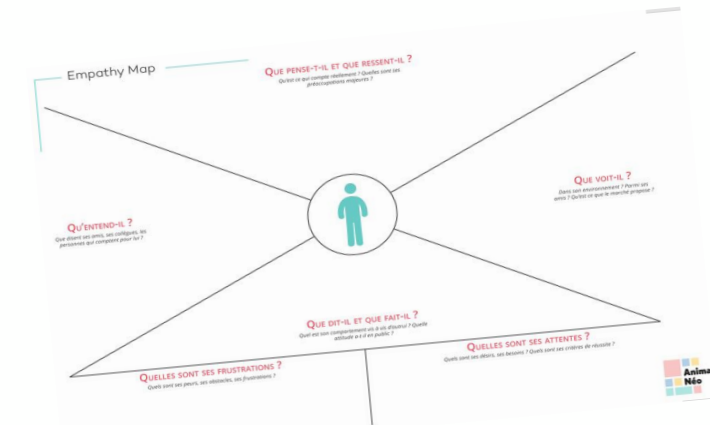 Empathy Map
QUE PENSE-T-IL ET QUE RESSENT-IL ?
Qu'est ce qui compte réellement ? Quelles sont ses
préoccupations majeures ?
QU'ENTEND-IL ?
Que disent ses amis, ses collègues, les
personnes qui comptent pour lui ?
QUE VOIT-IL ?
Dans son environnement ? Parmi ses
amis ? Qu'est ce que le marché propose ?
QUE DIT-IL ET QUE FAIT-IL ?
Quel est son comportement vis à vis d'autrui ? Quelle
attitude a-t-il en public ?
QUELLES SONT SES FRUSTRATIONS ?
Quels sont ses peurs, ses obstacles, ses frustrations ?
QUELLES SONT SES ATTENTES ?
Quels sont ses désirs, ses besoins ? Quels sont ses critères de réussite ?
Anima
Néo